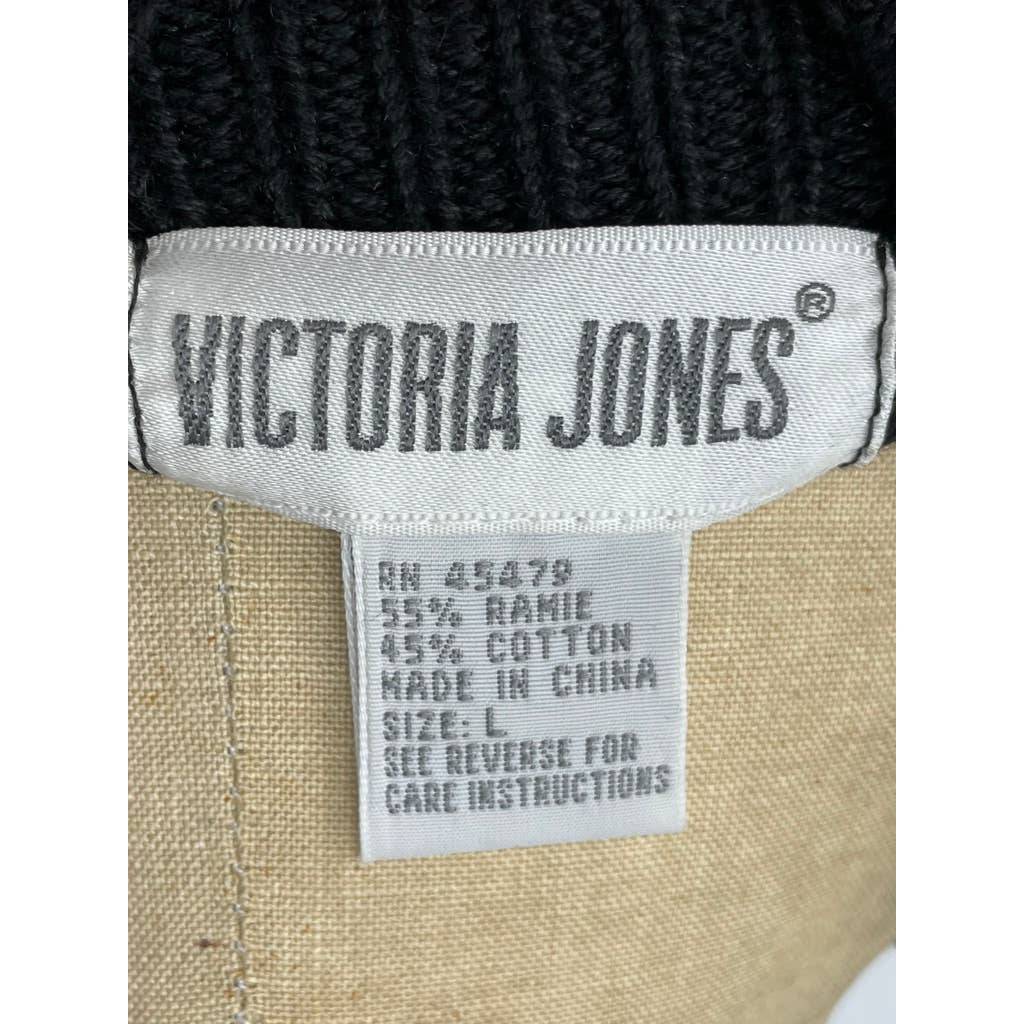 VICTORIA JONES®
RN 45479
55% RAMIE
45% COTTON
MADE IN CHINA
SIZE: L
SEE REVERSE FOR
CARE INSTRUCTIONS